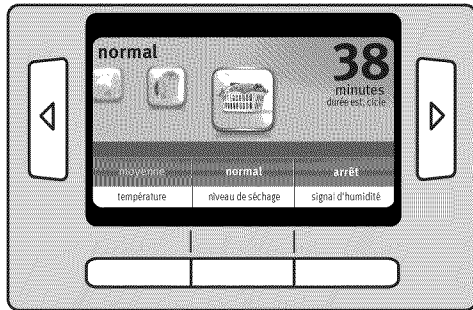 normal
38
minutes
durée est. cicle
moyenne
normal
arrêt
température
niveau de séchage
signal d'humidité